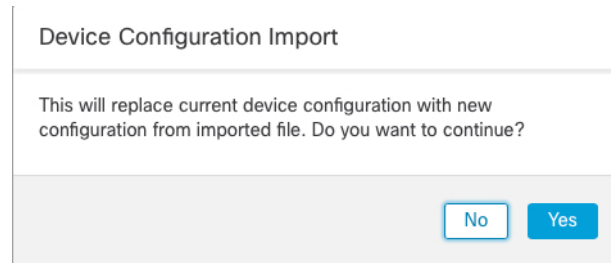 Device Configuration Import
This will replace current device configuration with new
configuration from imported file. Do you want to continue?
No
Yes